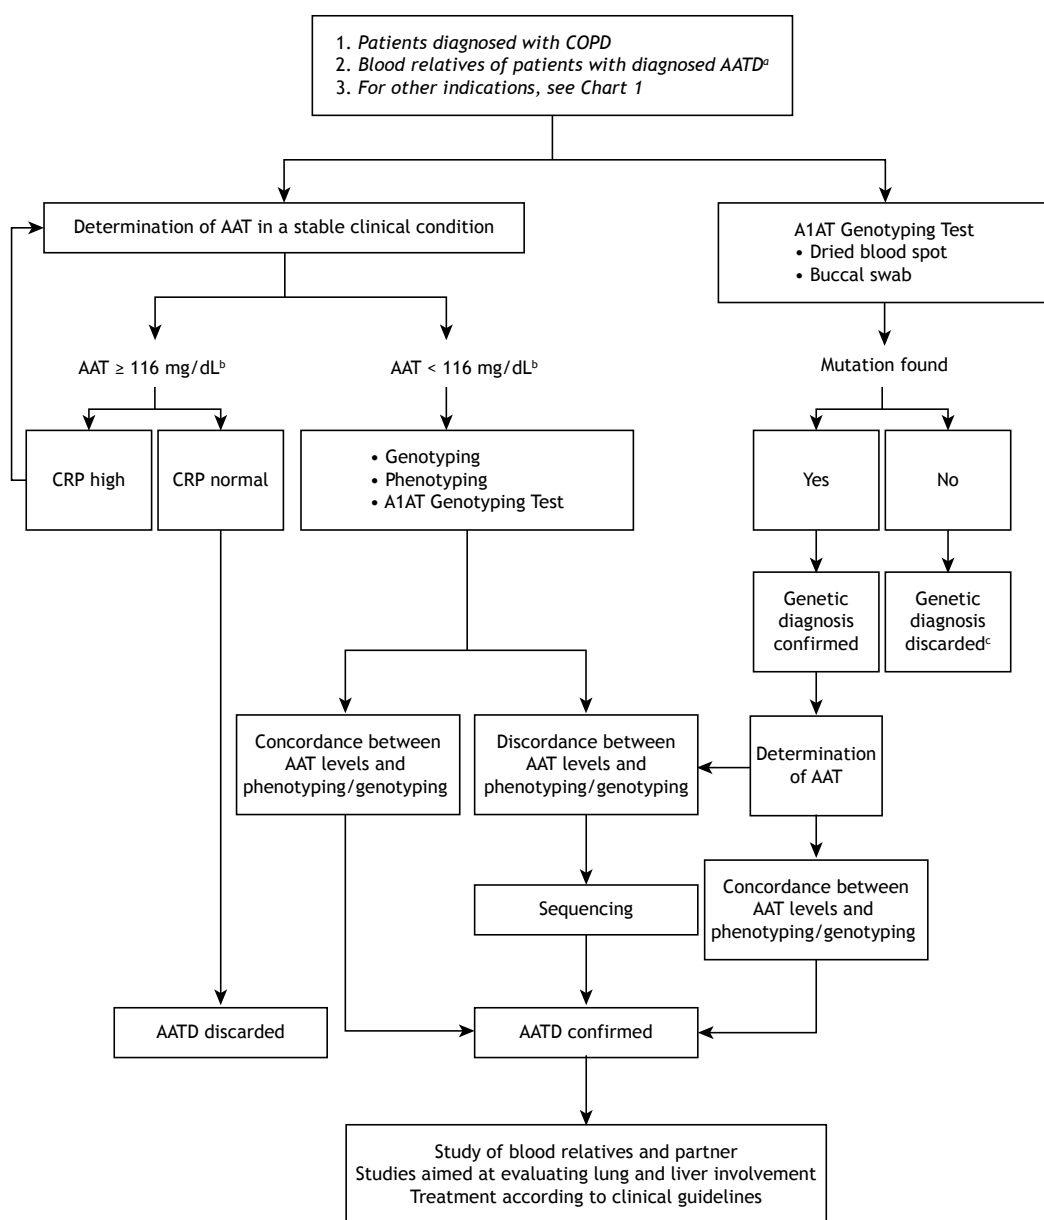 1. Patients diagnosed with COPD
2. Blood relatives of patients with diagnosed AATDᵃ
3. For other indications, see Chart 1
Determination of AAT in a stable clinical condition
A1AT Genotyping Test
• Dried blood spot
• Buccal swab
AAT ≥ 116 mg/dLᵇ
AAT < 116 mg/dLᵇ
Mutation found
CRP high
CRP normal
• Genotyping
• Phenotyping
• A1AT Genotyping Test
Yes
No
Genetic
diagnosis
confirmed
Genetic
diagnosis
discardedᶜ
Concordance between
AAT levels and
phenotyping/genotyping
Discordance between
AAT levels and
phenotyping/genotyping
Determination
of AAT
Sequencing
Concordance between
AAT levels and
phenotyping/genotyping
AATD discarded
AATD confirmed
Study of blood relatives and partner
Studies aimed at evaluating lung and liver involvement
Treatment according to clinical guidelines